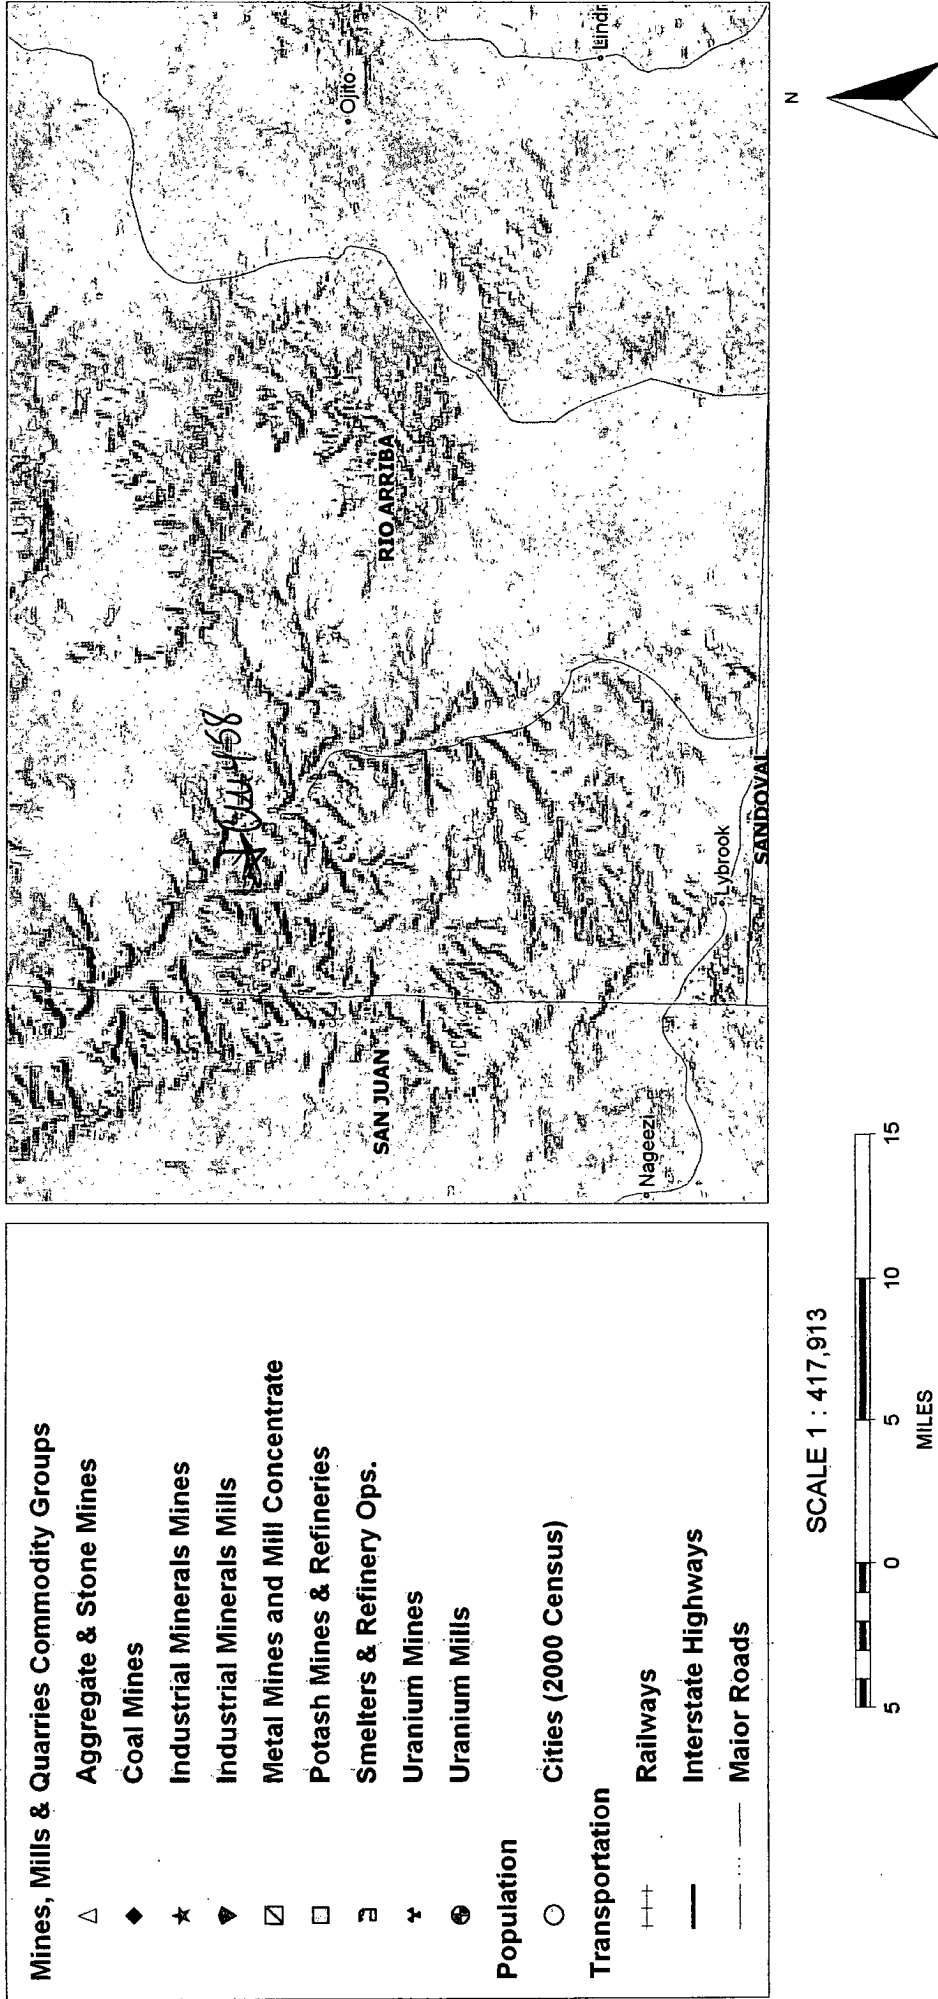 Mines, Mills & Quarries Commodity Groups
Aggregate & Stone Mines
Coal Mines
Industrial Minerals Mines
Industrial Minerals Mills
Metal Mines and Mill Concentrate
Potash Mines & Refineries
Smelters & Refinery Ops.
Uranium Mines
Uranium Mills
Population
Cities (2000 Census)
Transportation
Railways
Interstate Highways
Major Roads
Ojito
Lindr
RIO ARRIBA
SAN JUAN
Nageezi
Lybrook
SANDOVAL
N
SCALE 1 : 417,913
5 0 5 10 15
MILES